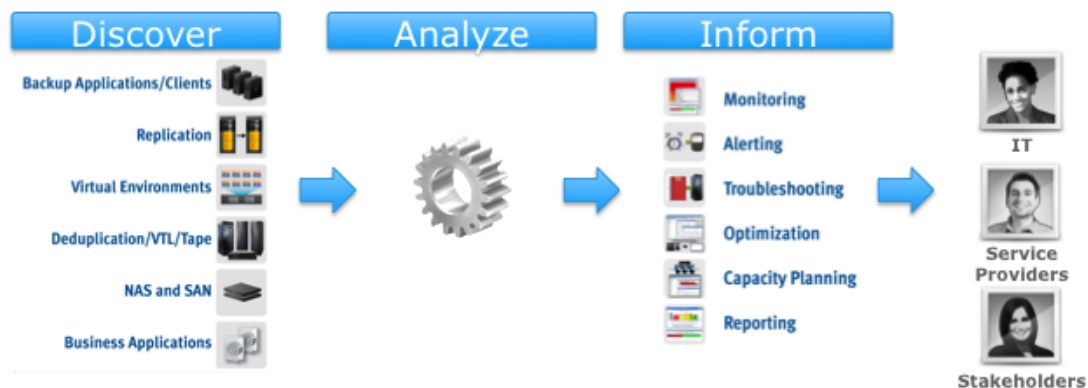 Discover
Analyze
Inform
Backup Applications/Clients
Replication
Virtual Environments
Deduplication/VTL/Tape
NAS and SAN
Business Applications
Monitoring
Alerting
Troubleshooting
Optimization
Capacity Planning
Reporting
IT
Service
Providers
Stakeholders